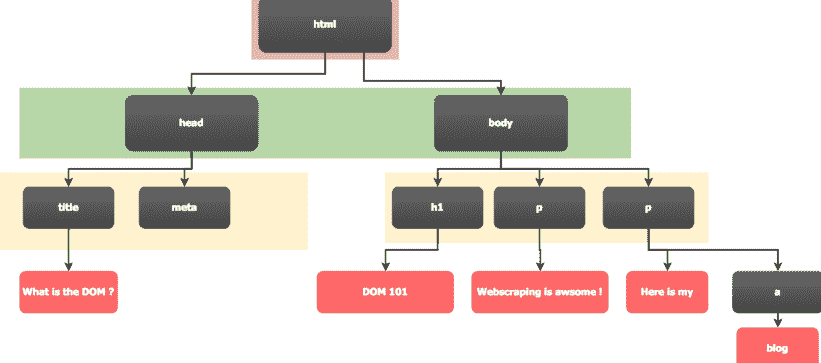 html
head
body
title
meta
h1
p
p
What is the DOM ?
DOM 101
Webscraping is awsome !
Here is my
a
blog